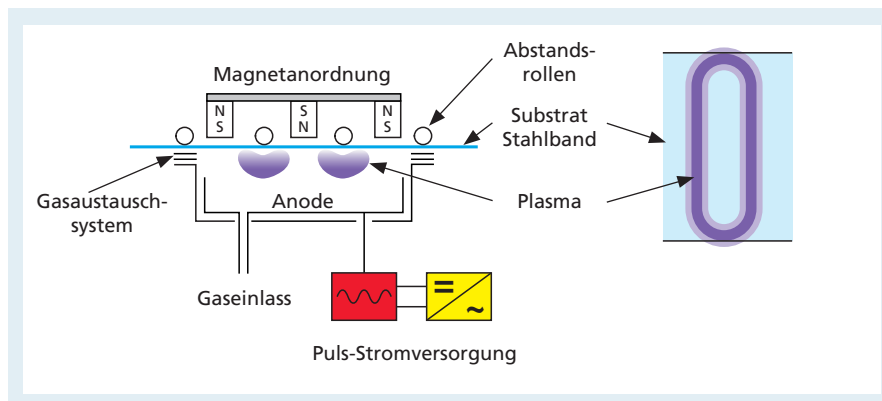 Magnetanordnung
Abstands-
rollen
N
S
S
N
N
S
Substrat
Stahlband
Gasaustausch-
system
Anode
Plasma
Gaseinlass
=
~
Puls-Stromversorgung